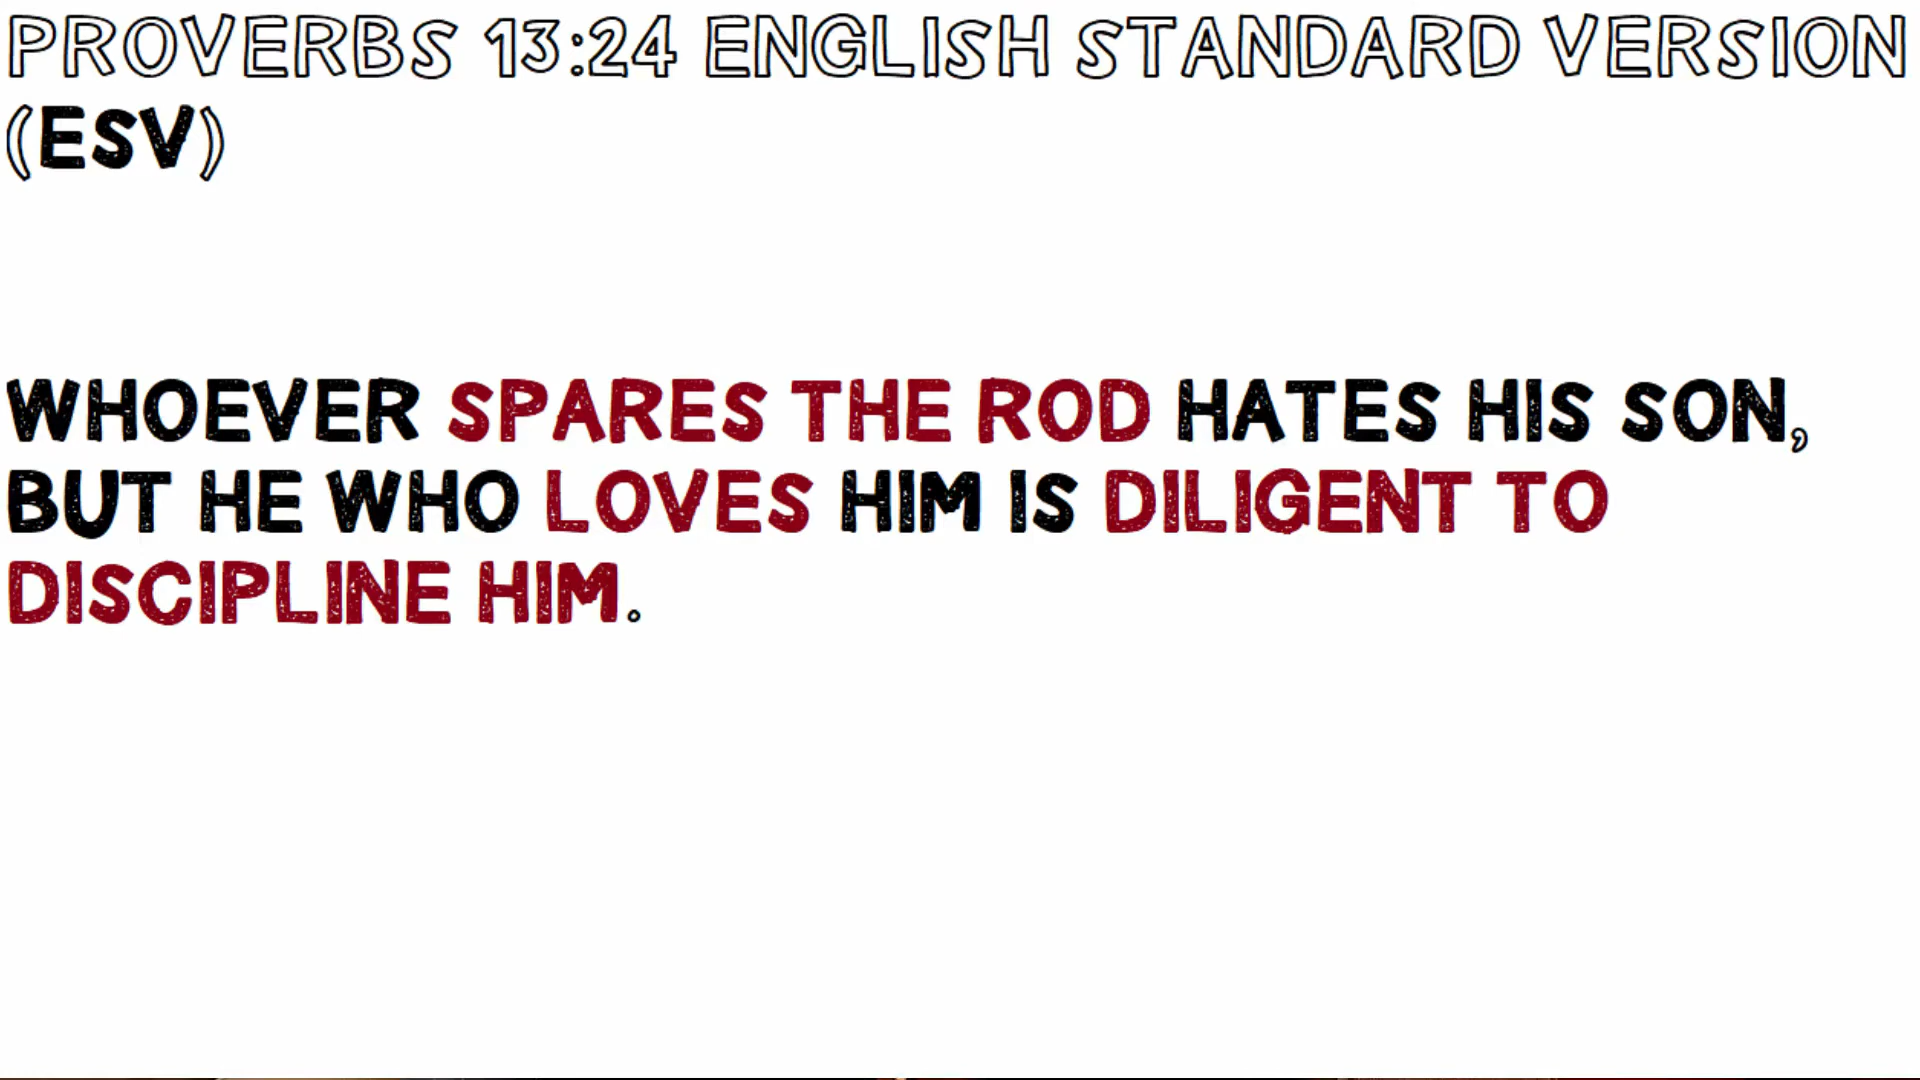 PROVERBS 13:24 ENGLISH STANDARD VERSION
(ESV)
WHOEVER SPARES THE ROD HATES HIS SON,
BUT HE WHO LOVES HIM IS DILIGENT TO
DISCIPLINE HIM.